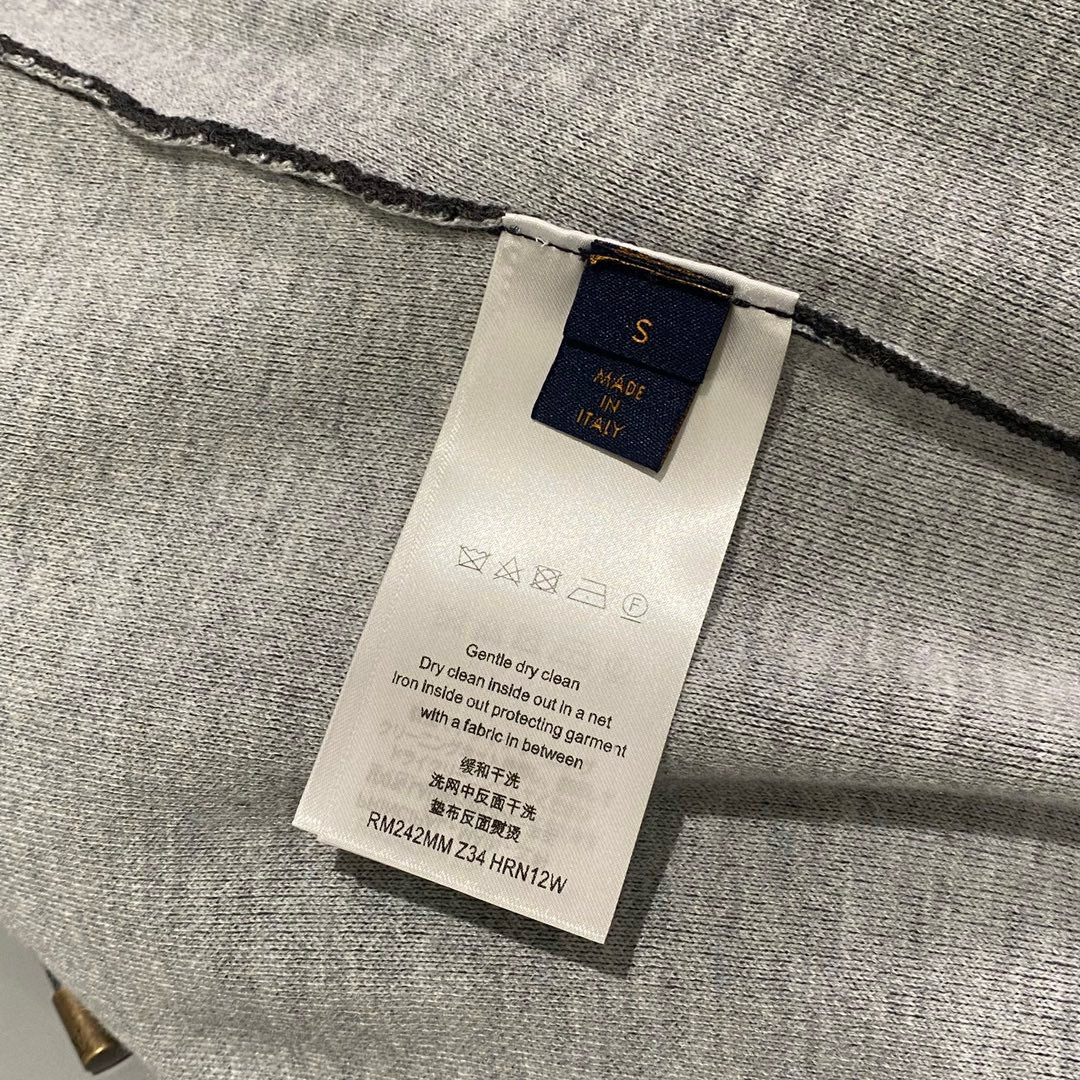 S
MADE
IN
ITALY
F
Gentle dry clean
Dry clean inside out in a net
Iron inside out protecting garment
with a fabric in between
缓和干洗
洗网中反面干洗
垫布反面熨烫
RM242MM Z34 HRN12W